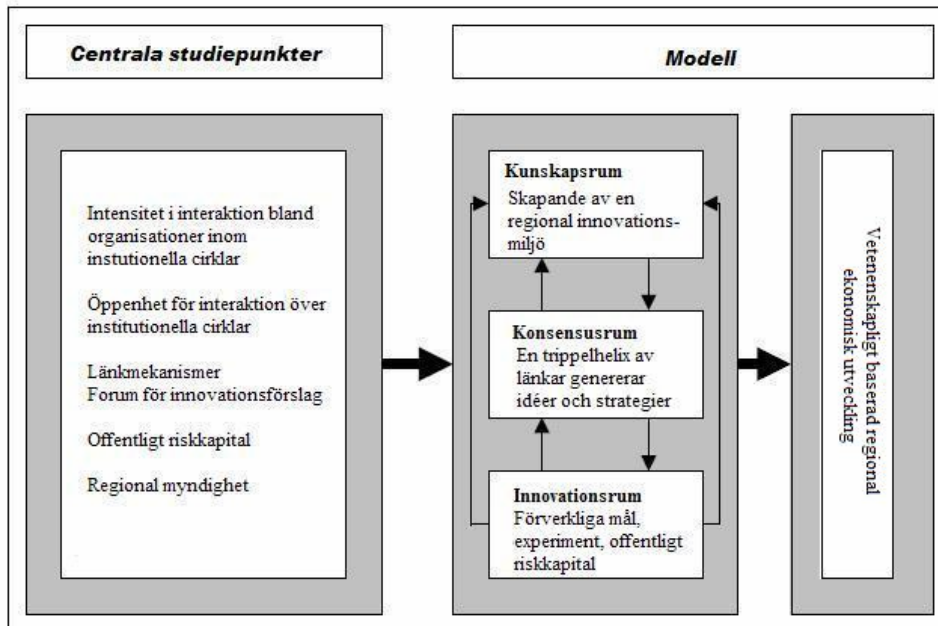 Centrala studiepunkter
Modell
Intensitet i interaktion bland
organisationer inom
instutionella cirklar
Öppenhet för interaktion över
institutionella cirklar
Länkmekanismer
Forum för innovationsförslag
Offentligt riskkapital
Regional myndighet
Kunskapsrum
Skapande av en
regional innovations-
miljö
Konsensusrum
En trippelhelix av
länkar genererar
idéer och strategier
Innovationsrum
Förverkliga mål,
experiment, offentligt
riskkapital
Vetenenskapligt baserad regional
ekonomisk utveckling